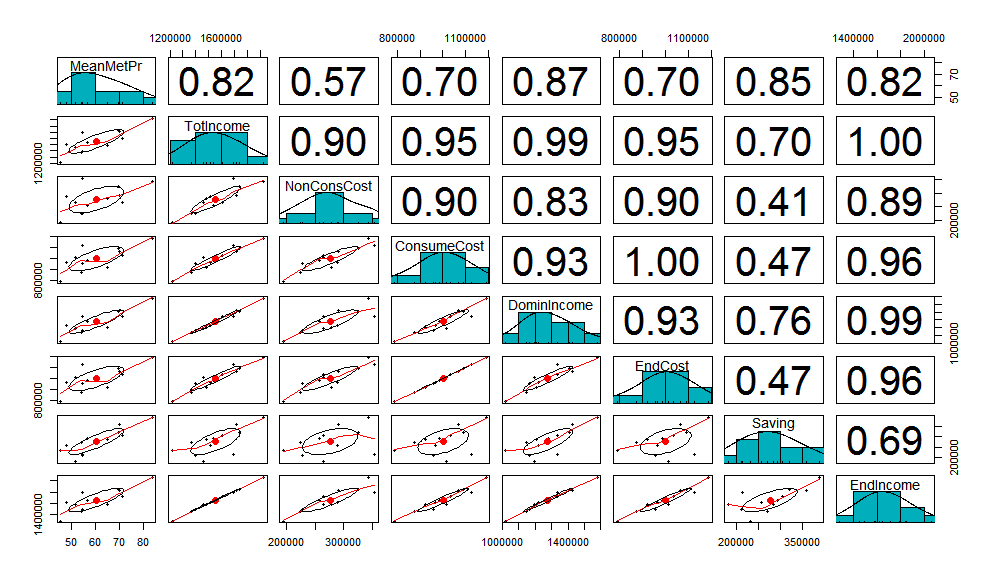 1200000 1600000 800000 1100000 800000 1100000 1400000 2000000
MeanMetPr 0.82 0.57 0.70 0.87 0.70 0.85 0.82 50 70
1200000 TotIncome 0.90 0.95 0.99 0.95 0.70 1.00
NonConsCost 0.90 0.83 0.90 0.41 0.89 200000
800000 ConsumeCost 0.93 1.00 0.47 0.96
DominIncome 0.93 0.76 0.99 1000000
800000 EndCost 0.47 0.96
Saving 0.69 200000
1400000 EndIncome
50 60 70 80 200000 300000 1000000 1400000 200000 350000